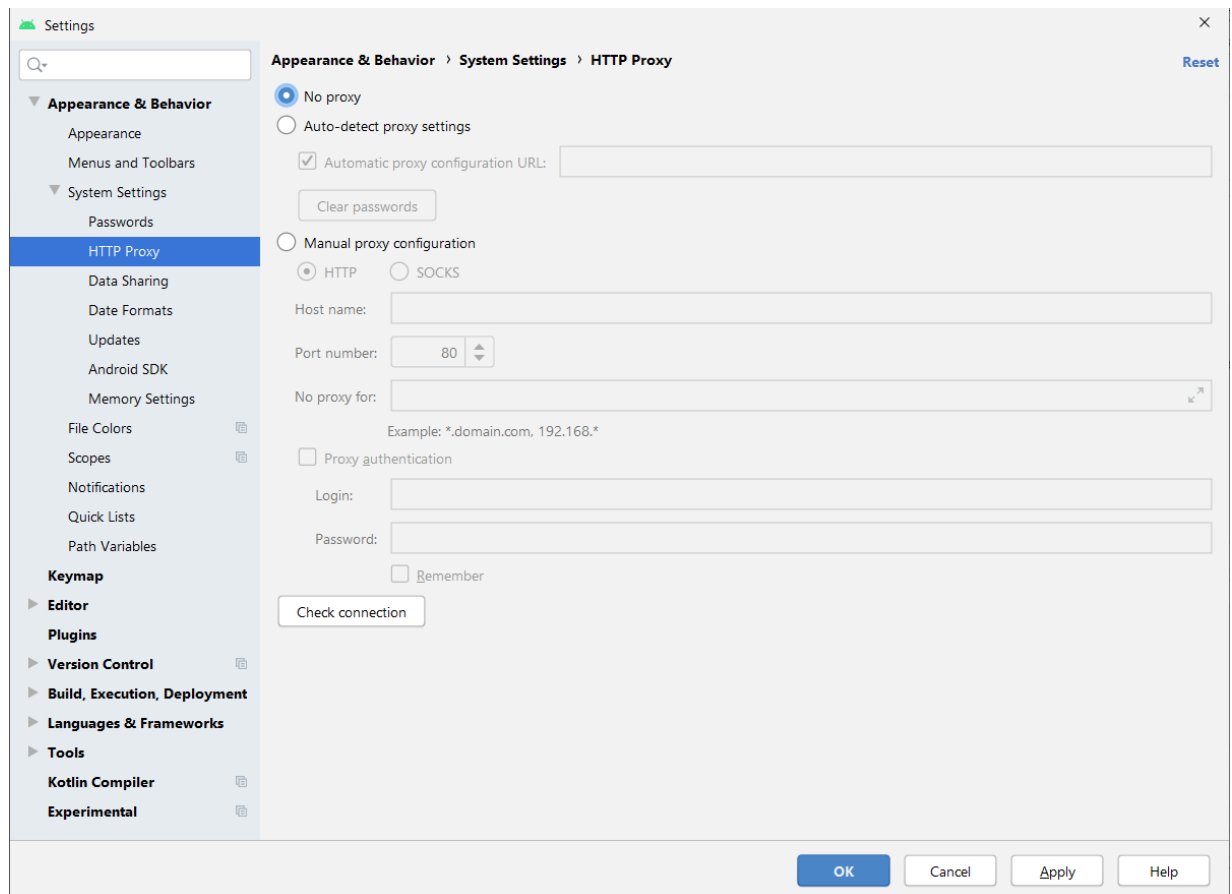 Settings
Appearance & Behavior
Appearance
Menus and Toolbars
System Settings
Passwords
HTTP Proxy
Data Sharing
Date Formats
Updates
Android SDK
Memory Settings
File Colors
Scopes
Notifications
Quick Lists
Path Variables
Keymap
Editor
Plugins
Version Control
Build, Execution, Deployment
Languages & Frameworks
Tools
Kotlin Compiler
Experimental
Appearance & Behavior › System Settings › HTTP Proxy
Reset
No proxy
Auto-detect proxy settings
Automatic proxy configuration URL:
Clear passwords
Manual proxy configuration
HTTP SOCKS
Host name:
Port number: 80
No proxy for:
Example: *.domain.com, 192.168.*
Proxy authentication
Login:
Password:
Remember
Check connection
OK Cancel Apply Help